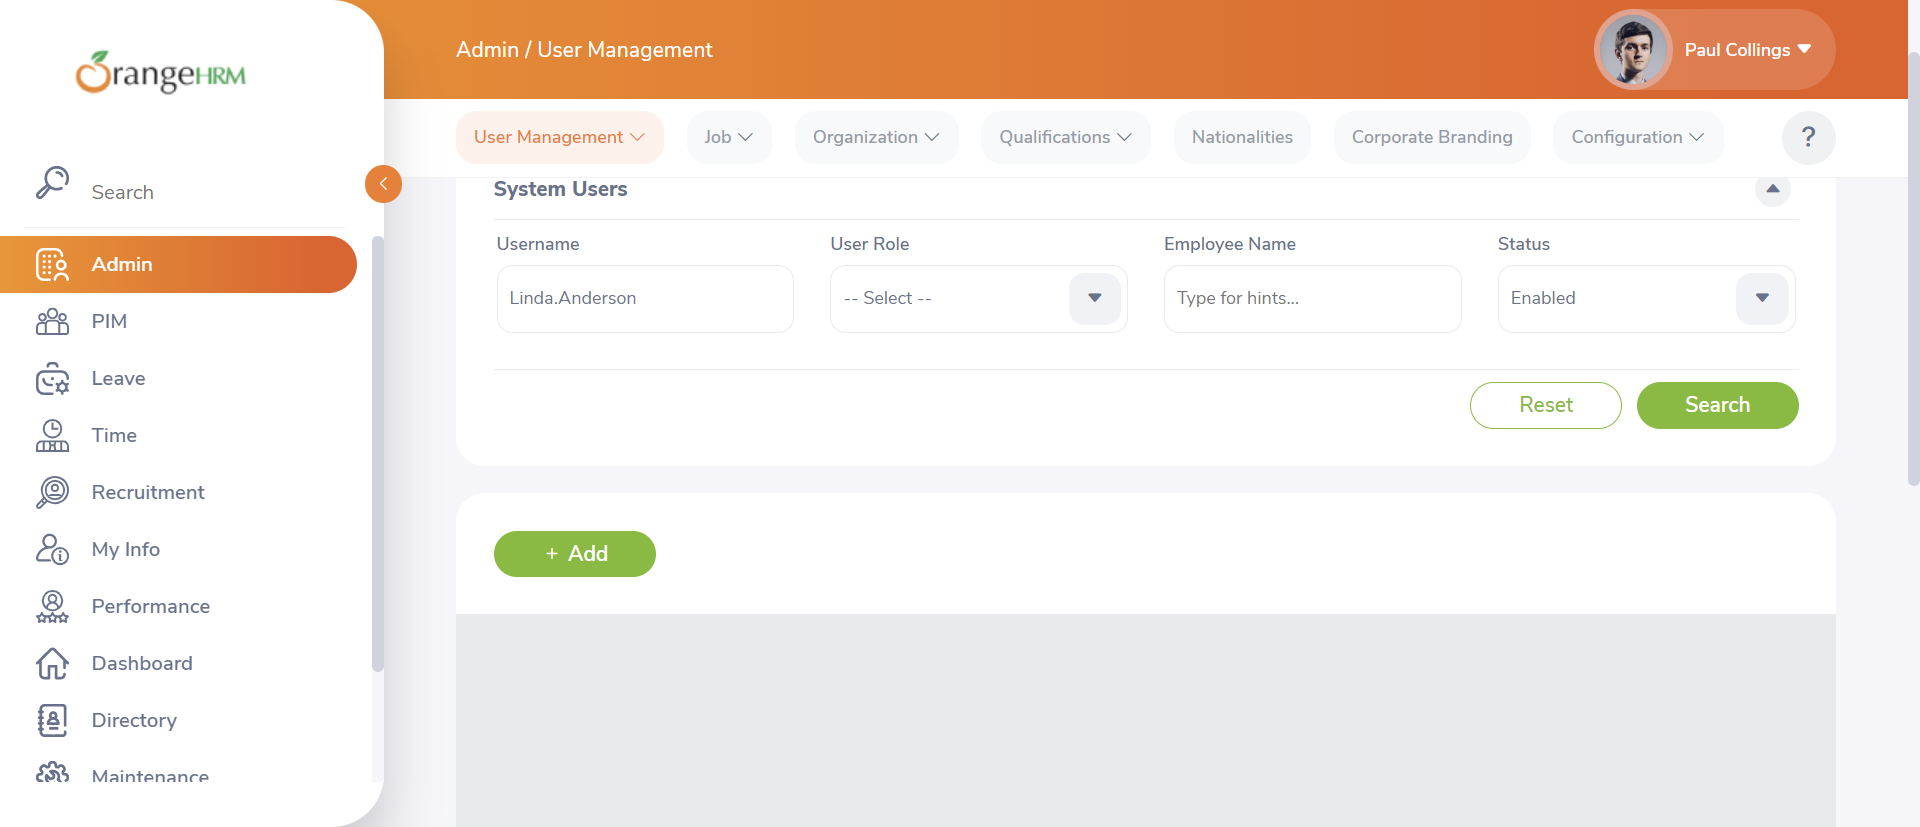 OrangeHRM
Admin / User Management
Paul Collings
User Management
Job
Organization
Qualifications
Nationalities
Corporate Branding
Configuration
?
Search
Admin
PIM
Leave
Time
Recruitment
My Info
Performance
Dashboard
Directory
Maintenance
System Users
Username
User Role
Employee Name
Status
Linda.Anderson
-- Select --
Type for hints...
Enabled
Reset
Search
+ Add